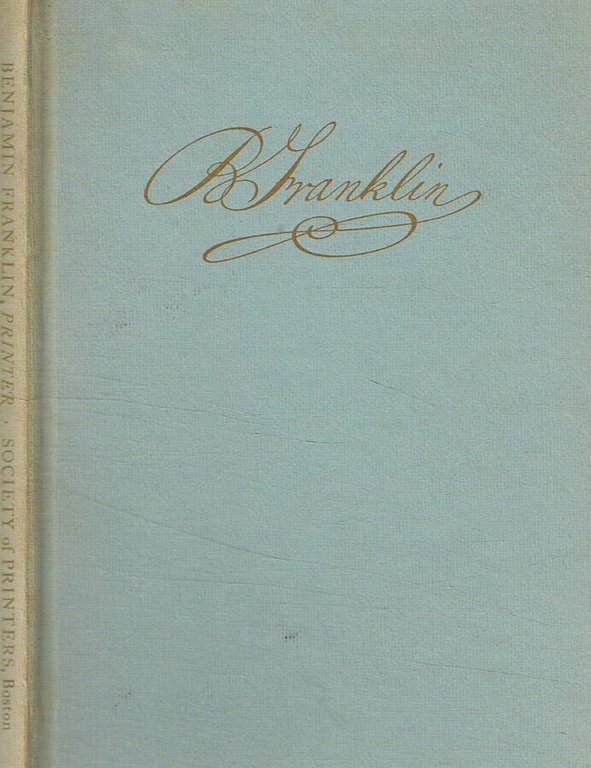 B Franklin
BENJAMIN FRANKLIN, PRINTER · SOCIETY of PRINTERS, Boston